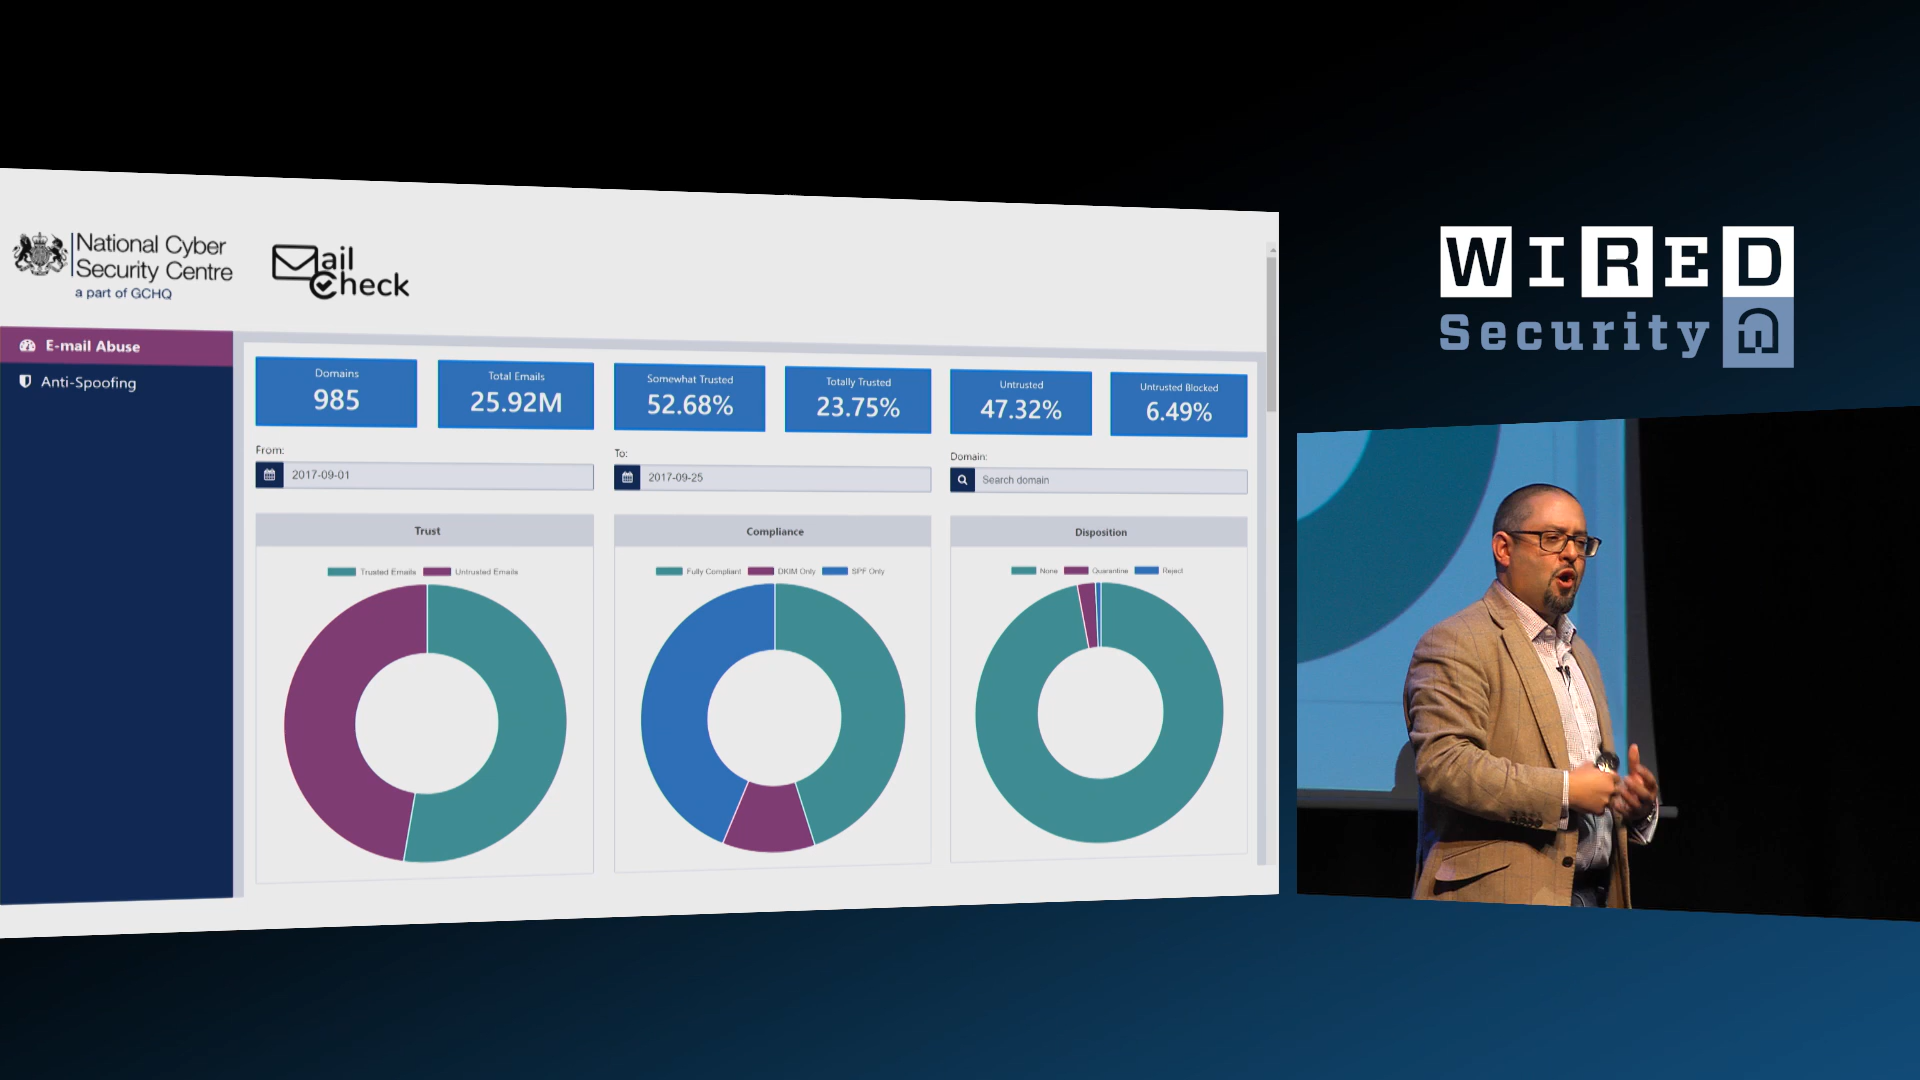 National Cyber
Security Centre
a part of GCHQ
Mail
Check
E-mail Abuse
Anti-Spoofing
Domains
985
Total Emails
25.92M
Somewhat Trusted
52.68%
Totally Trusted
23.75%
Untrusted
47.32%
Untrusted Blocked
6.49%
From:
2017-09-01
To:
2017-09-25
Domain:
Search domain
Trust
Trusted Emails Untrusted Emails
Compliance
Fully Compliant DKIM Only SPF Only
Disposition
None Quarantine Reject
WIRED
Security